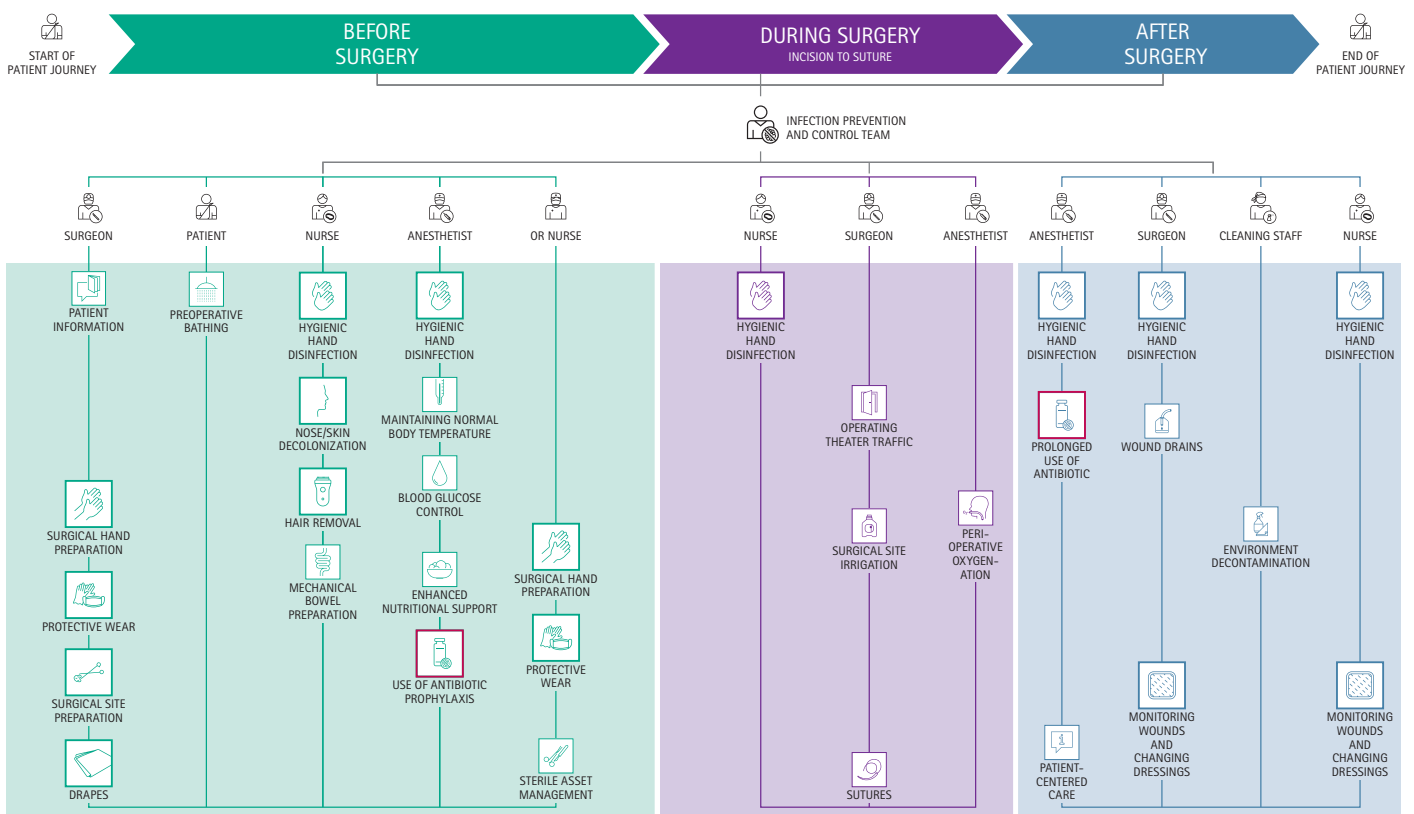 START OF
PATIENT JOURNEY
BEFORE
SURGERY
DURING SURGERY
INCISION TO SUTURE
AFTER
SURGERY
END OF
PATIENT JOURNEY
INFECTION PREVENTION
AND CONTROL TEAM
SURGEON
PATIENT
NURSE
ANESTHETIST
OR NURSE
NURSE
SURGEON
ANESTHETIST
ANESTHETIST
SURGEON
CLEANING STAFF
NURSE
PATIENT
INFORMATION
SURGICAL HAND
PREPARATION
PROTECTIVE WEAR
SURGICAL SITE
PREPARATION
DRAPES
PREOPERATIVE
BATHING
HYGIENIC
HAND
DISINFECTION
NOSE/SKIN
DECOLONIZATION
HAIR REMOVAL
MECHANICAL
BOWEL
PREPARATION
HYGIENIC
HAND
DISINFECTION
MAINTAINING NORMAL
BODY TEMPERATURE
BLOOD GLUCOSE
CONTROL
ENHANCED
NUTRITIONAL SUPPORT
USE OF ANTIBIOTIC
PROPHYLAXIS
SURGICAL HAND
PREPARATION
PROTECTIVE
WEAR
STERILE ASSET
MANAGEMENT
HYGIENIC
HAND
DISINFECTION
OPERATING
THEATER TRAFFIC
SURGICAL SITE
IRRIGATION
SUTURES
PERI-
OPERATIVE
OXYGEN-
ATION
HYGIENIC
HAND
DISINFECTION
PROLONGED
USE OF
ANTIBIOTIC
PATIENT-
CENTERED
CARE
HYGIENIC
HAND
DISINFECTION
WOUND DRAINS
MONITORING
WOUNDS
AND
CHANGING
DRESSINGS
ENVIRONMENT
DECONTAMINATION
HYGIENIC
HAND
DISINFECTION
MONITORING
WOUNDS
AND
CHANGING
DRESSINGS